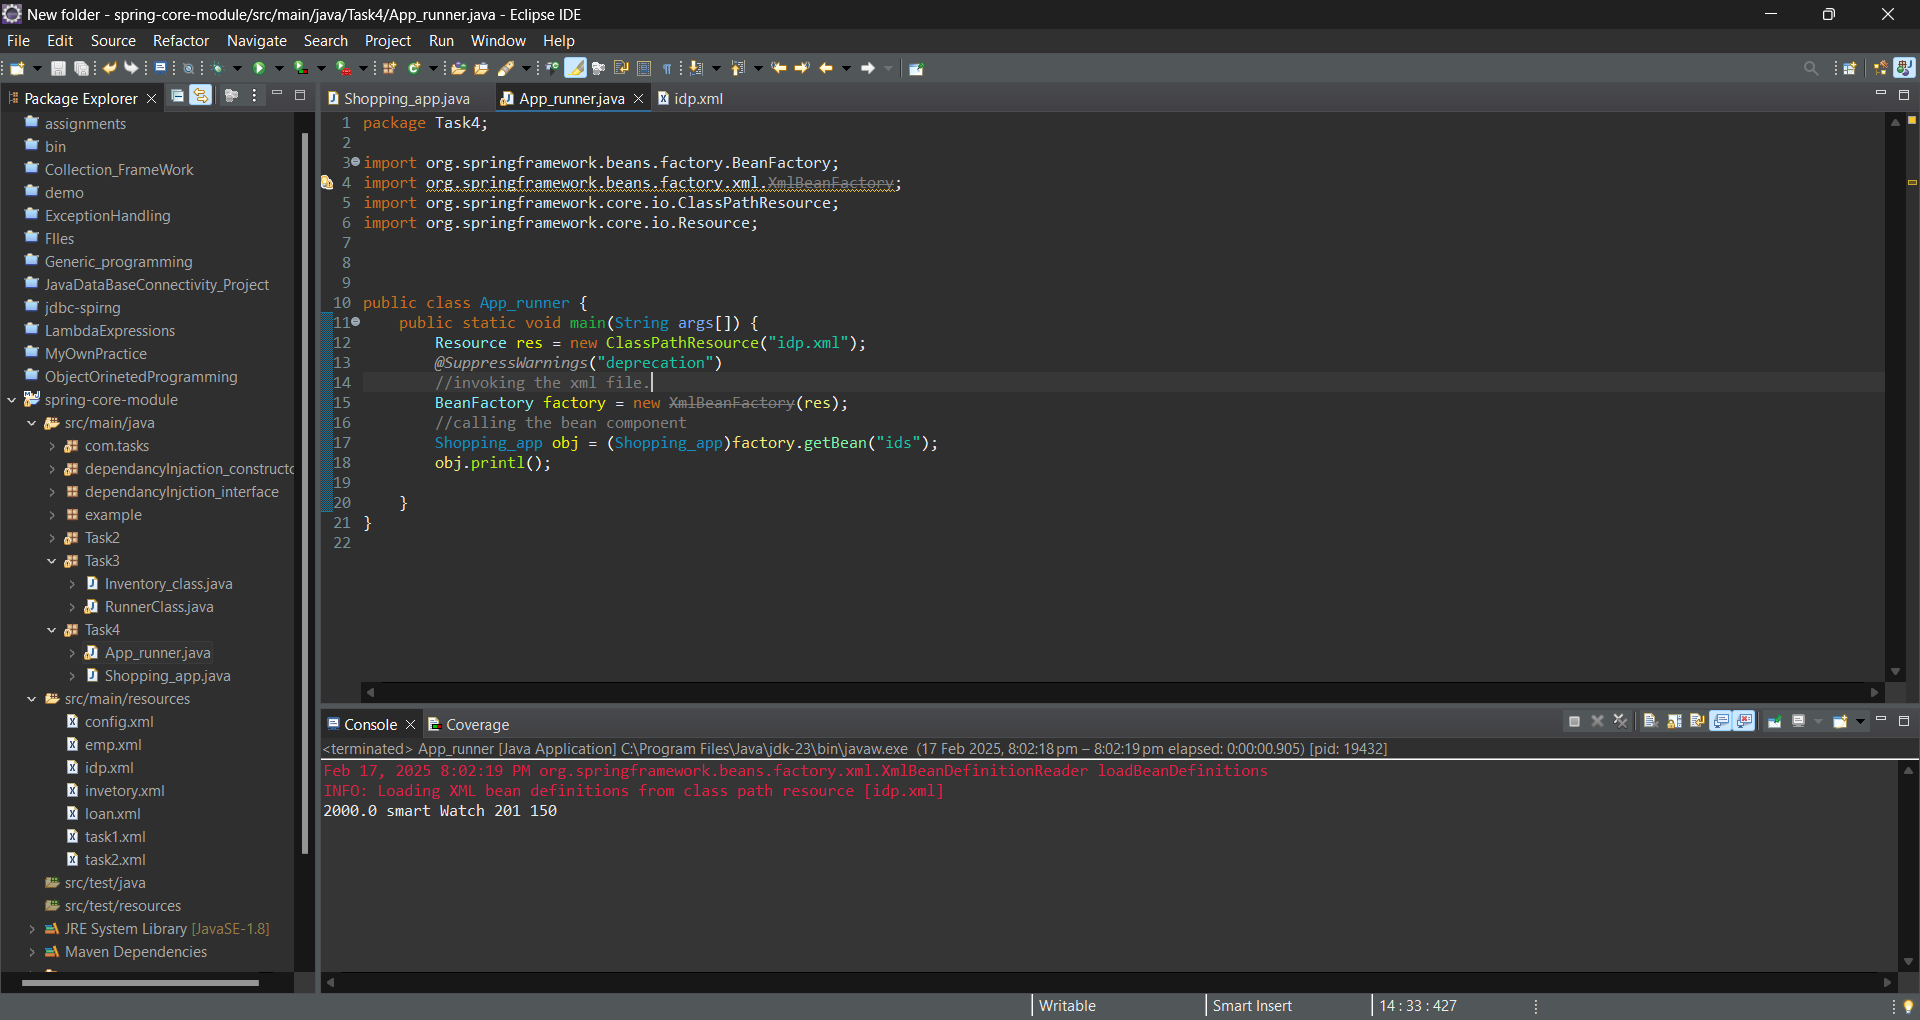 New folder - spring-core-module/src/main/java/Task4/App_runner.java - Eclipse IDE
File Edit Source Refactor Navigate Search Project Run Window Help
Package Explorer
assignments
bin
Collection_FrameWork
demo
ExceptionHandling
FIles
Generic_programming
JavaDataBaseConnectivity_Project
jdbc-spirng
LambdaExpressions
MyOwnPractice
ObjectOrinetedProgramming
spring-core-module
src/main/java
com.tasks
dependancyInjaction_constructo
dependancyInjction_interface
example
Task2
Task3
Inventory_class.java
RunnerClass.java
Task4
App_runner.java
Shopping_app.java
src/main/resources
config.xml
emp.xml
idp.xml
invetory.xml
loan.xml
task1.xml
task2.xml
src/test/java
src/test/resources
JRE System Library [JavaSE-1.8]
Maven Dependencies
Shopping_app.java App_runner.java idp.xml
1 package Task4;
2
3 import org.springframework.beans.factory.BeanFactory;
4 import org.springframework.beans.factory.xml.XmlBeanFactory;
5 import org.springframework.core.io.ClassPathResource;
6 import org.springframework.core.io.Resource;
7
8
9
10 public class App_runner {
11 public static void main(String args[]) {
12 Resource res = new ClassPathResource("idp.xml");
13 @SuppressWarnings("deprecation")
14 //invoking the xml file.
15 BeanFactory factory = new XmlBeanFactory(res);
16 //calling the bean component
17 Shopping_app obj = (Shopping_app)factory.getBean("ids");
18 obj.printl();
19
20 }
21 }
22
Console Coverage
<terminated> App_runner [Java Application] C:\Program Files\Java\jdk-23\bin\javaw.exe (17 Feb 2025, 8:02:18 pm – 8:02:19 pm elapsed: 0:00:00.905) [pid: 19432]
Feb 17, 2025 8:02:19 PM org.springframework.beans.factory.xml.XmlBeanDefinitionReader loadBeanDefinitions
INFO: Loading XML bean definitions from class path resource [idp.xml]
2000.0 smart Watch 201 150
Writable Smart Insert 14 : 33 : 427